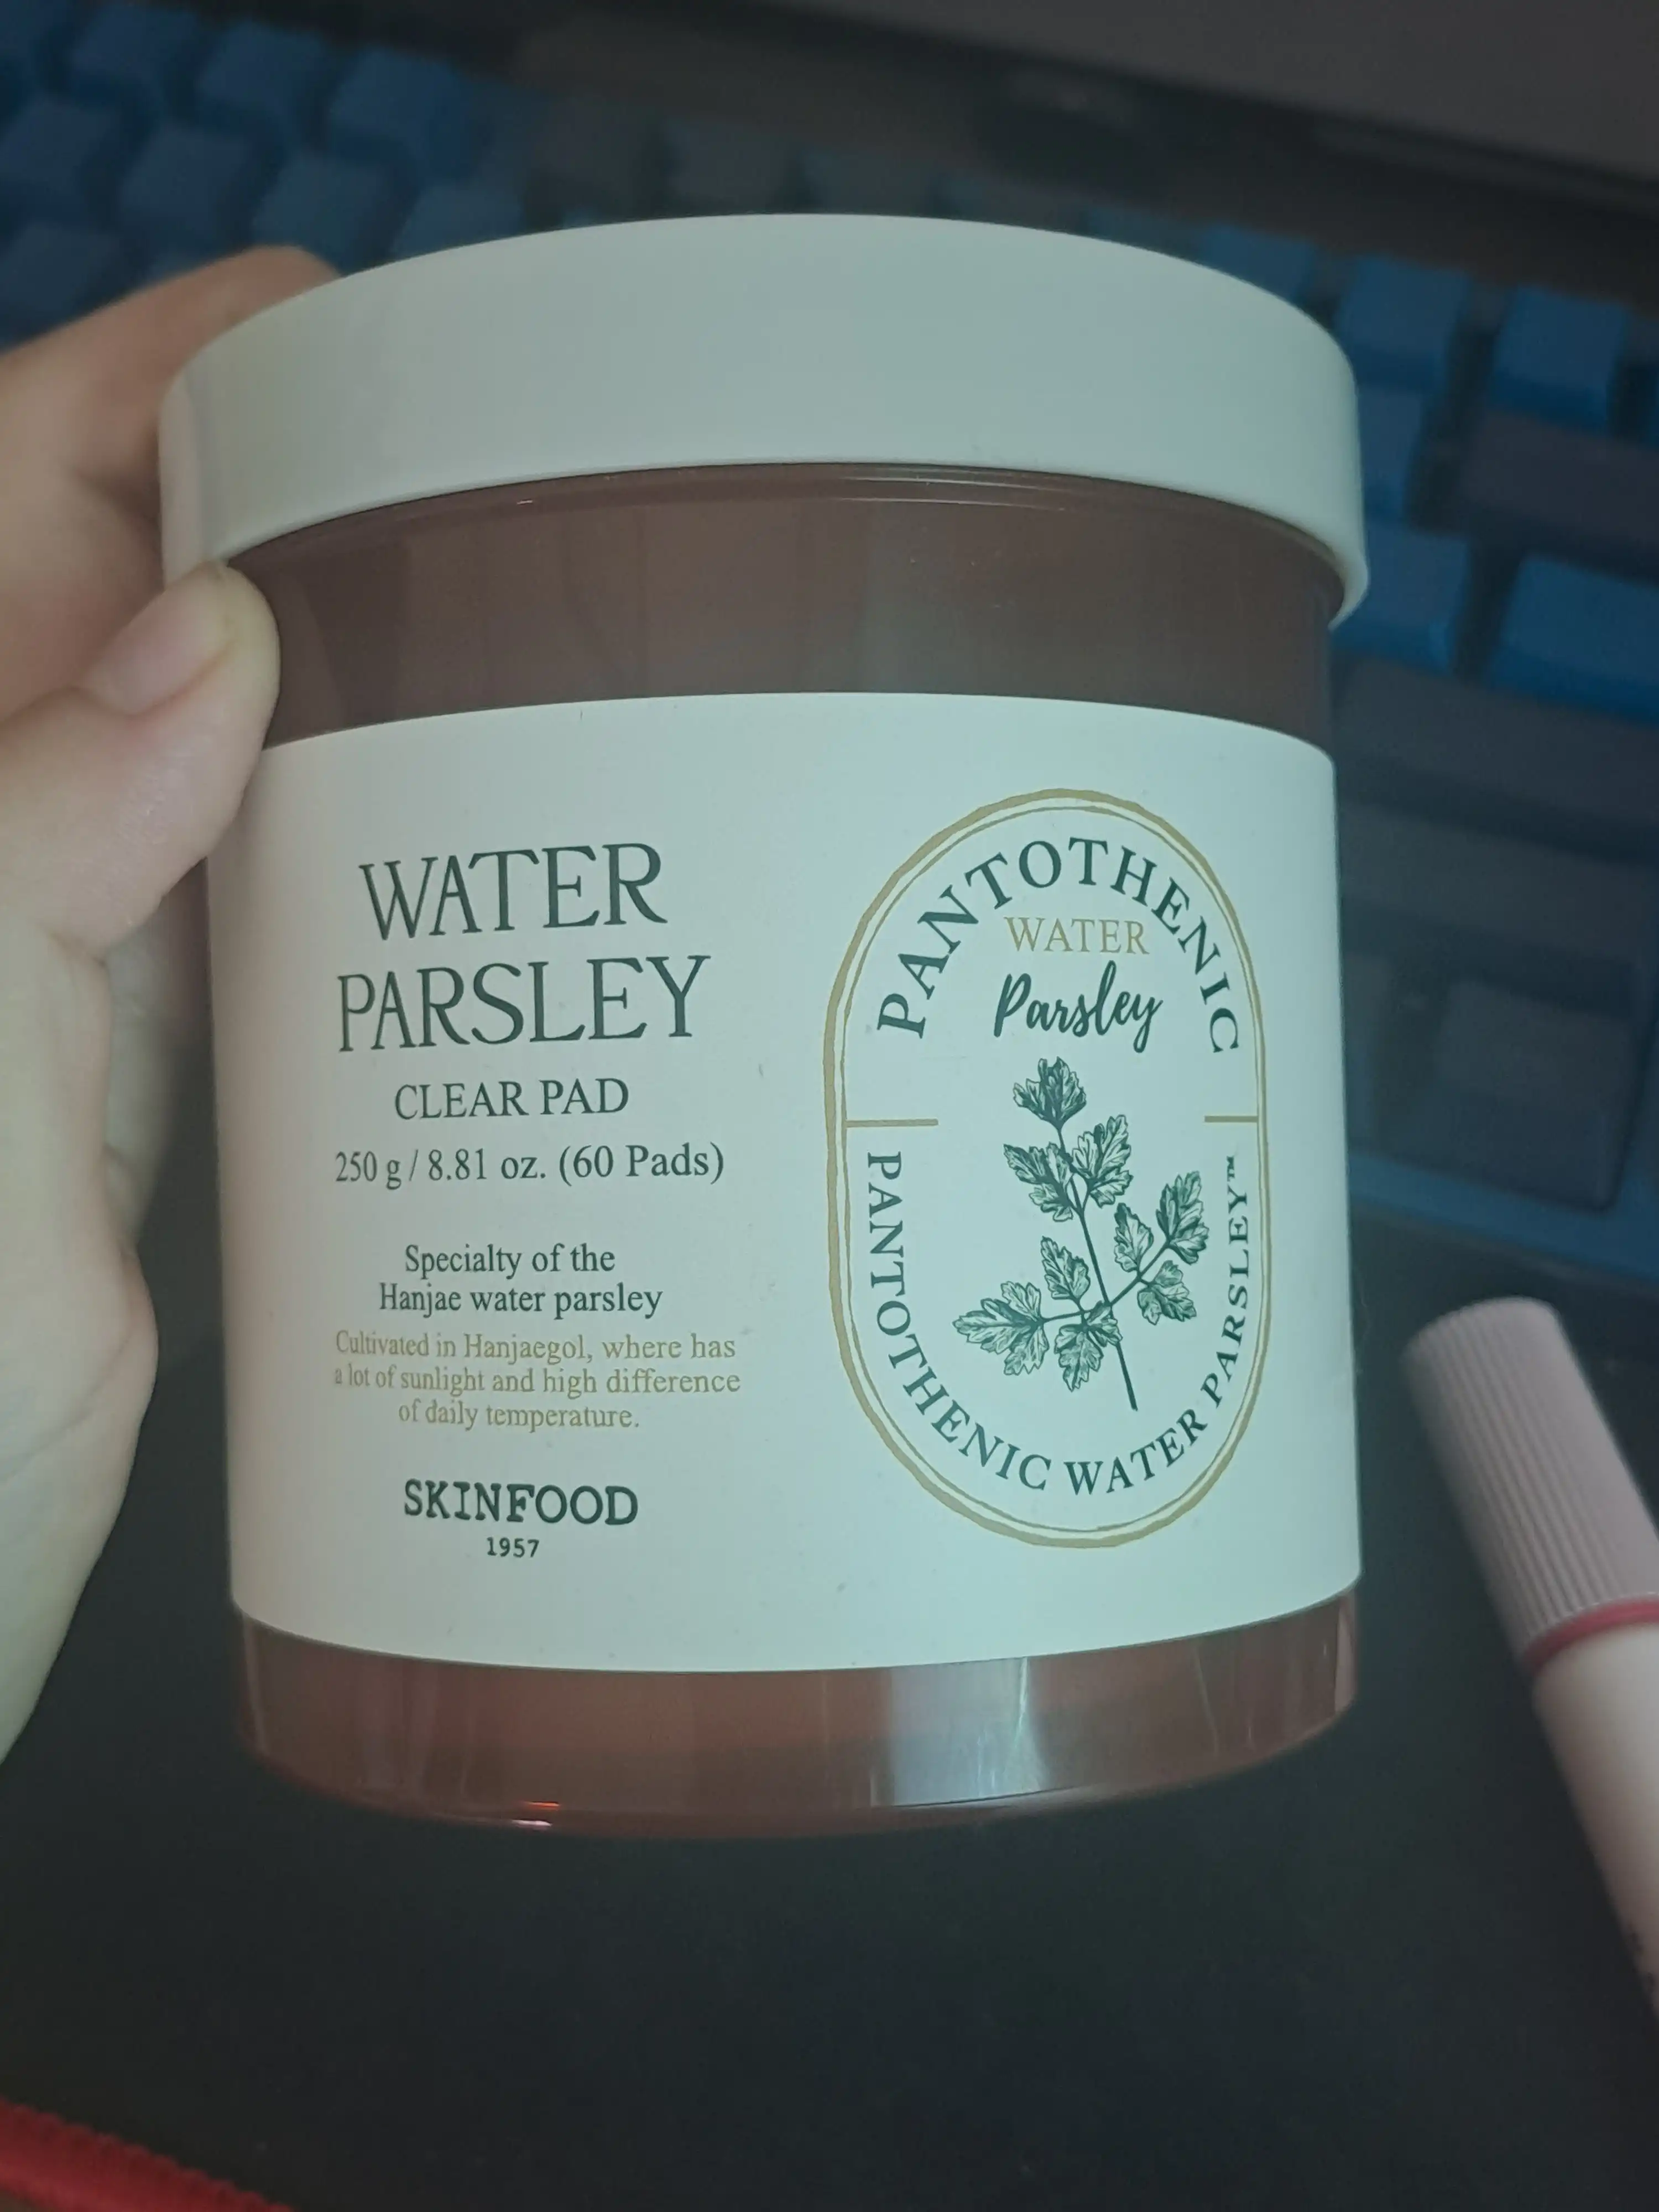 WATER
PARSLEY
CLEAR PAD
250 g / 8.81 oz. (60 Pads)
Specialty of the
Hanjae water parsley
Cultivated in Hanjaegol, where has
a lot of sunlight and high difference
of daily temperature.
SKINFOOD
1957
PANTOTHENIC
WATER
Parsley
PANTOTHENIC WATER PARSLEY™